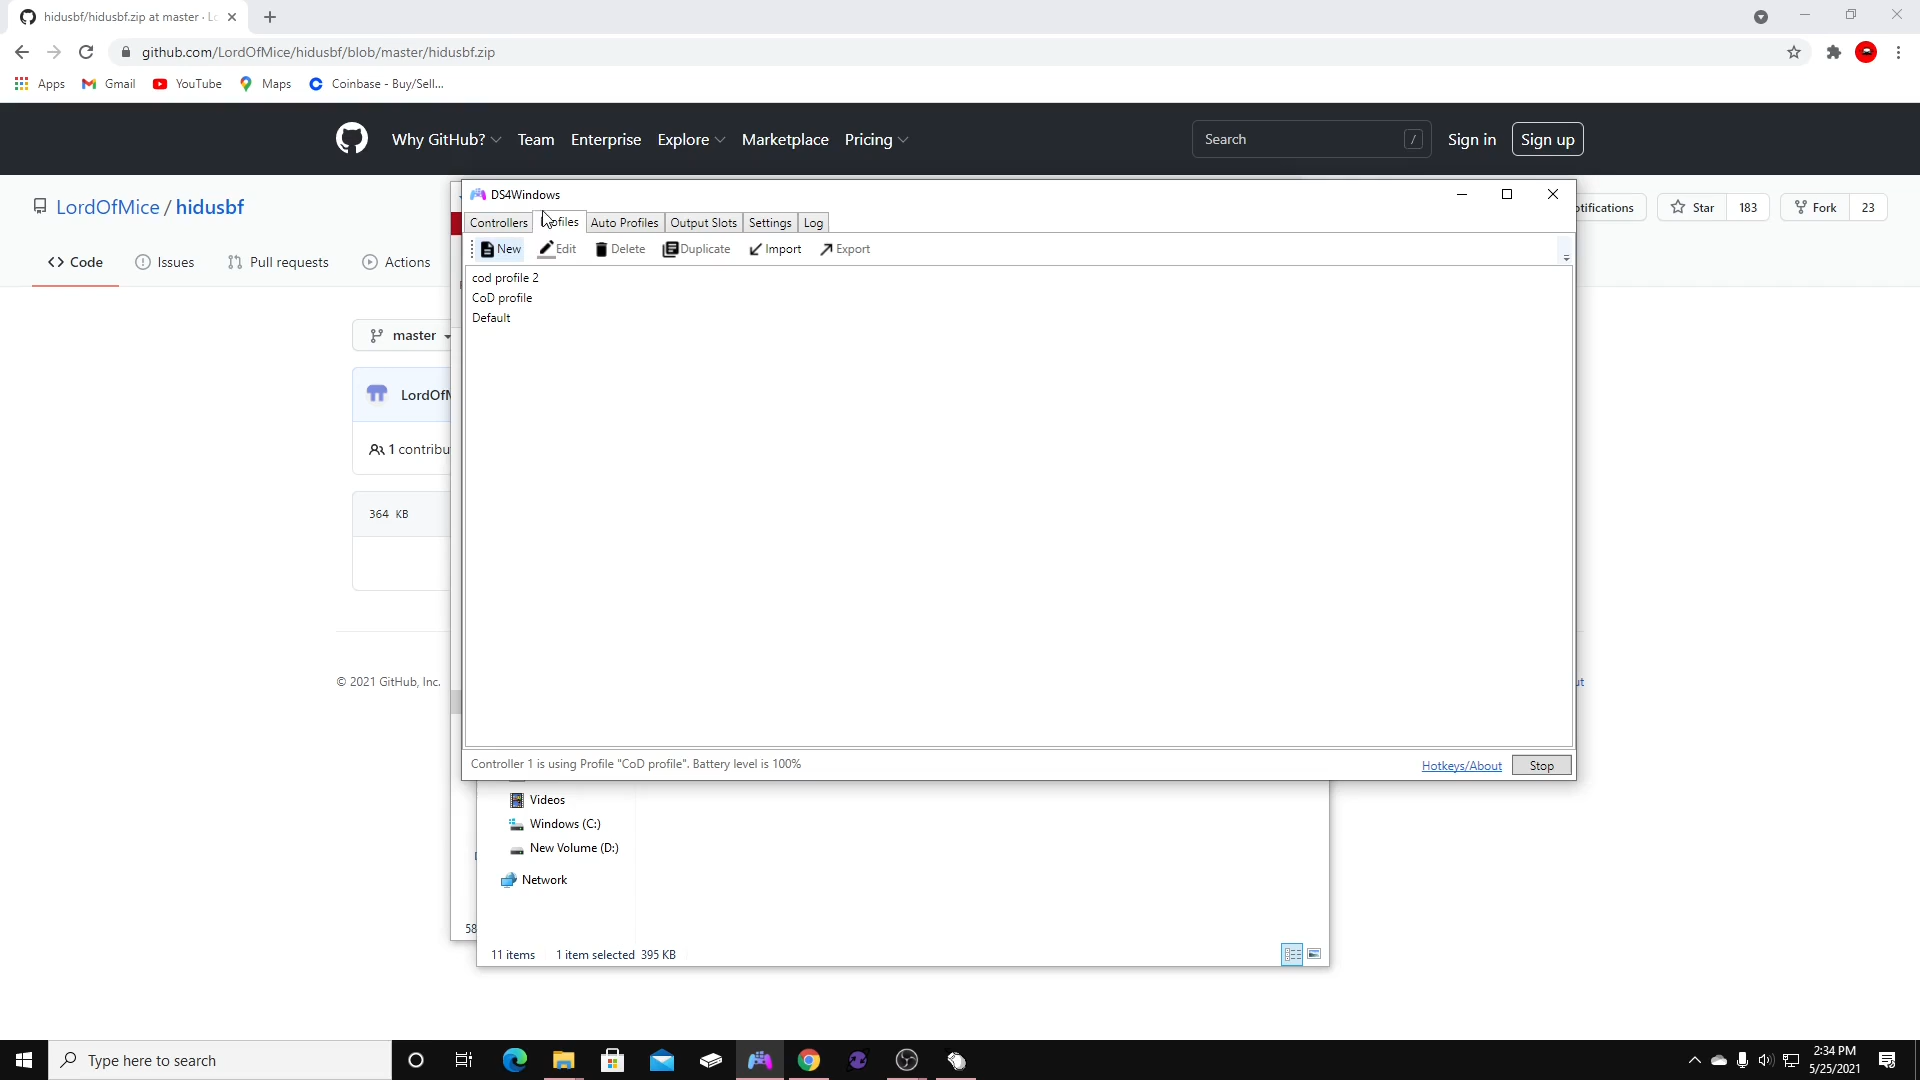 hidusbf/hidusbf.zip at master · Lo
github.com/LordOfMice/hidusbf/blob/master/hidusbf.zip
Apps
Gmail
YouTube
Maps
Coinbase - Buy/Sell...
Why GitHub?
Team
Enterprise
Explore
Marketplace
Pricing
Search
/
Sign in
Sign up
LordOfMice / hidusbf
otifications
Star
183
Fork
23
Code
Issues
Pull requests
Actions
master
LordOfM
1 contribu
364 KB
© 2021 GitHub, Inc.
DS4Windows
Controllers
Profiles
Auto Profiles
Output Slots
Settings
Log
New
Edit
Delete
Duplicate
Import
Export
cod profile 2
CoD profile
Default
Controller 1 is using Profile "CoD profile". Battery level is 100%
Hotkeys/About
Stop
Videos
Windows (C:)
New Volume (D:)
Network
58
11 items
1 item selected 395 KB
Type here to search
2:34 PM
5/25/2021